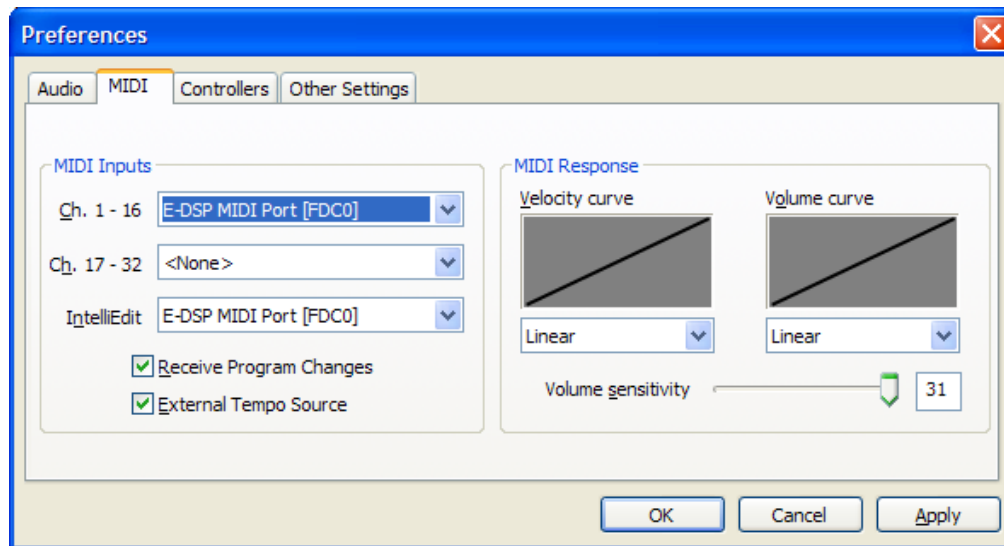 Preferences
Audio MIDI Controllers Other Settings
MIDI Inputs
Ch. 1 - 16 E-DSP MIDI Port [FDC0]
Ch. 17 - 32 <None>
IntelliEdit E-DSP MIDI Port [FDC0]
Receive Program Changes
External Tempo Source
MIDI Response
Velocity curve Volume curve
Linear Linear
Volume sensitivity 31
OK Cancel Apply